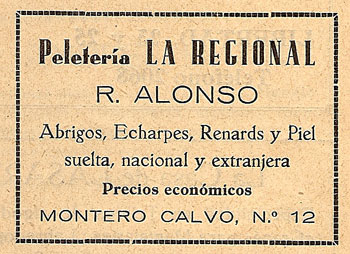 Peletería LA REGIONAL
R. ALONSO
Abrigos, Echarpes, Renards y Piel
suelta, nacional y extranjera
Precios económicos
MONTERO CALVO, N.º 12